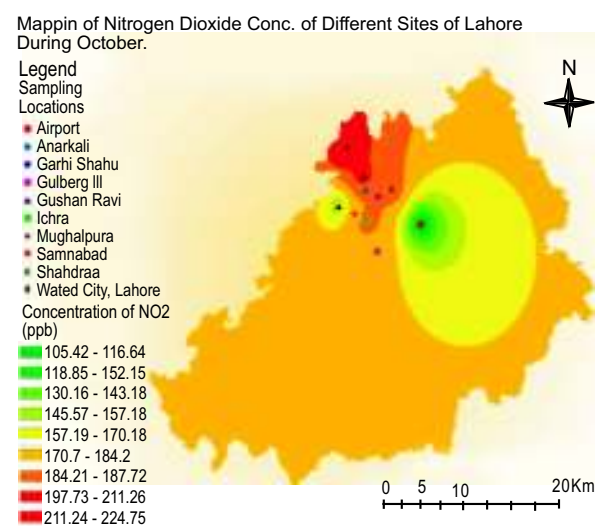 Mappin of Nitrogen Dioxide Conc. of Different Sites of Lahore
During October.
Legend
Sampling
Locations
Airport
Anarkali
Garhi Shahu
Gulberg lll
Gushan Ravi
Ichra
Mughalpura
Samnabad
Shahdraa
Wated City, Lahore
Concentration of NO2
(ppb)
105.42 - 116.64
118.85 - 152.15
130.16 - 143.18
145.57 - 157.18
157.19 - 170.18
170.7 - 184.2
184.21 - 187.72
197.73 - 211.26
211.24 - 224.75
N
0 5 10 20Km